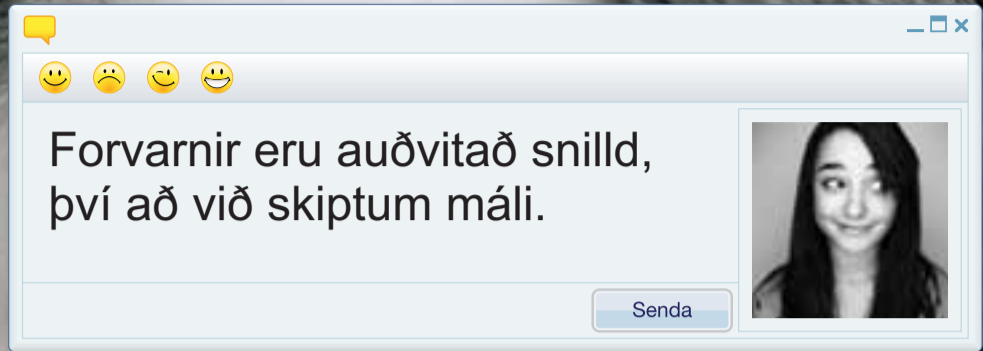 Forvarnir eru auðvitað snilld,
því að við skiptum máli.
Senda